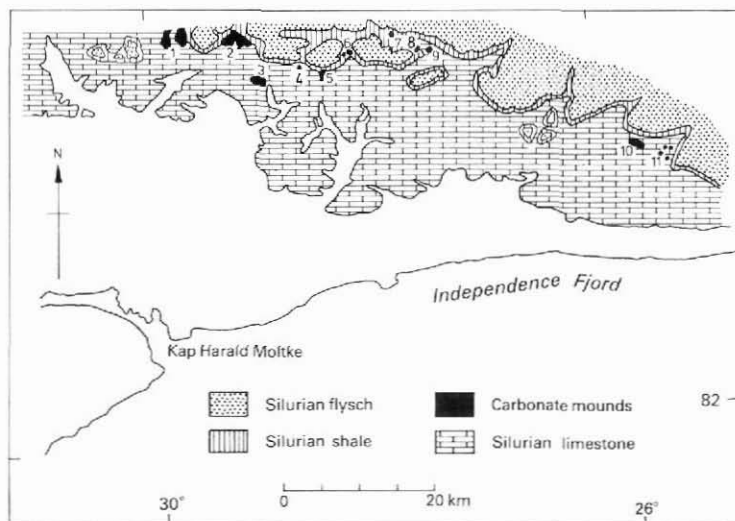 1
2
3
4
5
6
7
8
9
10
11
N
Independence Fjord
Kap Harald Moltke
Silurian flysch
Carbonate mounds
82
Silurian shale
Silurian limestone
0
20 km
30°
26°